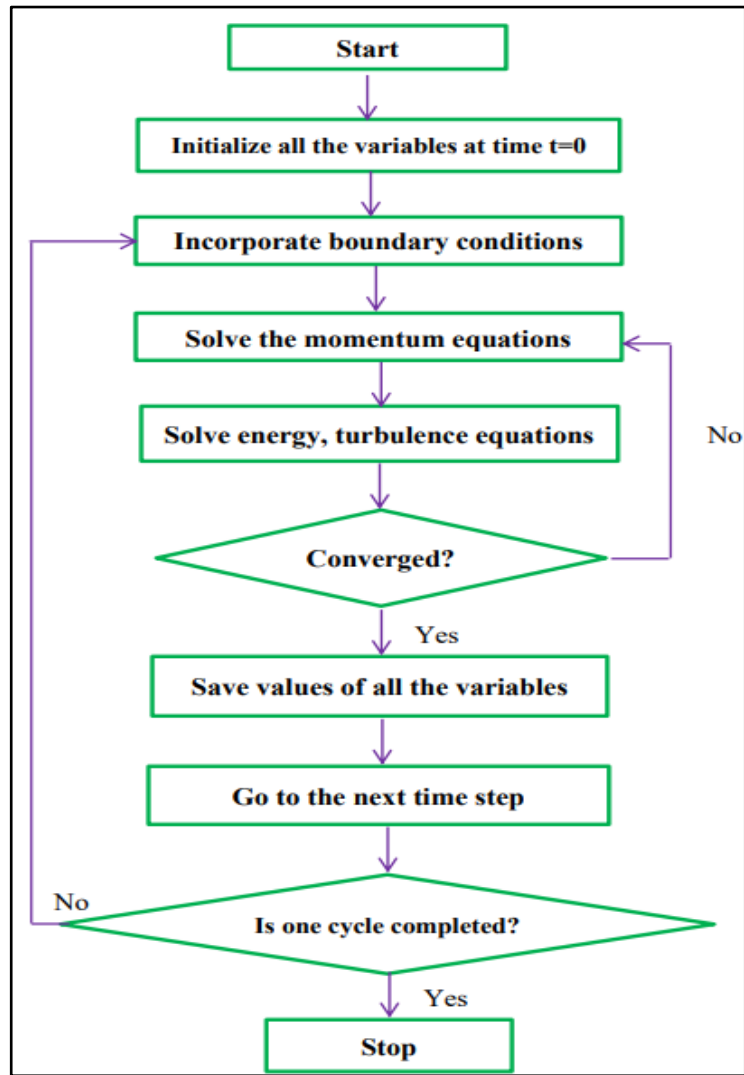 Start
Initialize all the variables at time t=0
Incorporate boundary conditions
Solve the momentum equations
Solve energy, turbulence equations
No
Converged?
Yes
Save values of all the variables
Go to the next time step
No
Is one cycle completed?
Yes
Stop